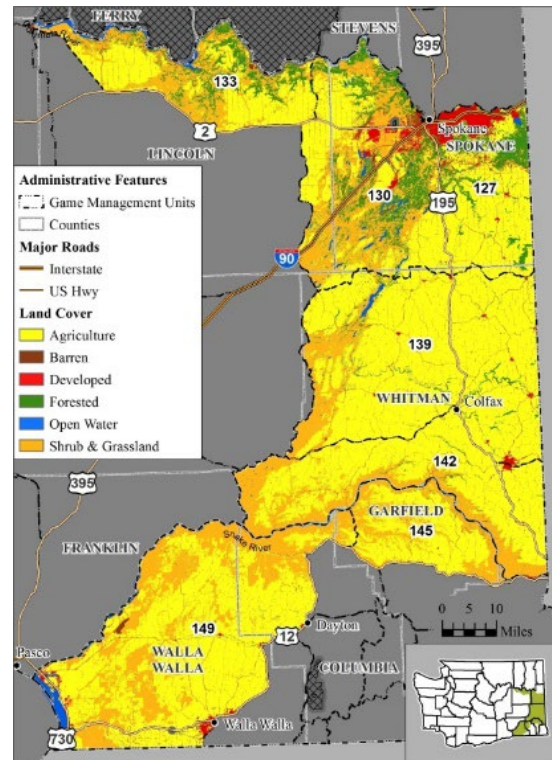 FERRY
STEVENS
395
133
2
LINCOLN
Spokane
SPOKANE
127
130
195
90
Administrative Features
Game Management Units
Counties
Major Roads
Interstate
US Hwy
Land Cover
Agriculture
Barren
Developed
Forested
Open Water
Shrub & Grassland
139
WHITMAN
Colfax
142
395
GARFIELD
145
FRANKLIN
Snake River
149
12
Dayton
WALLA
WALLA
Pasco
COLUMBIA
0 5 10
Miles
Walla Walla
730